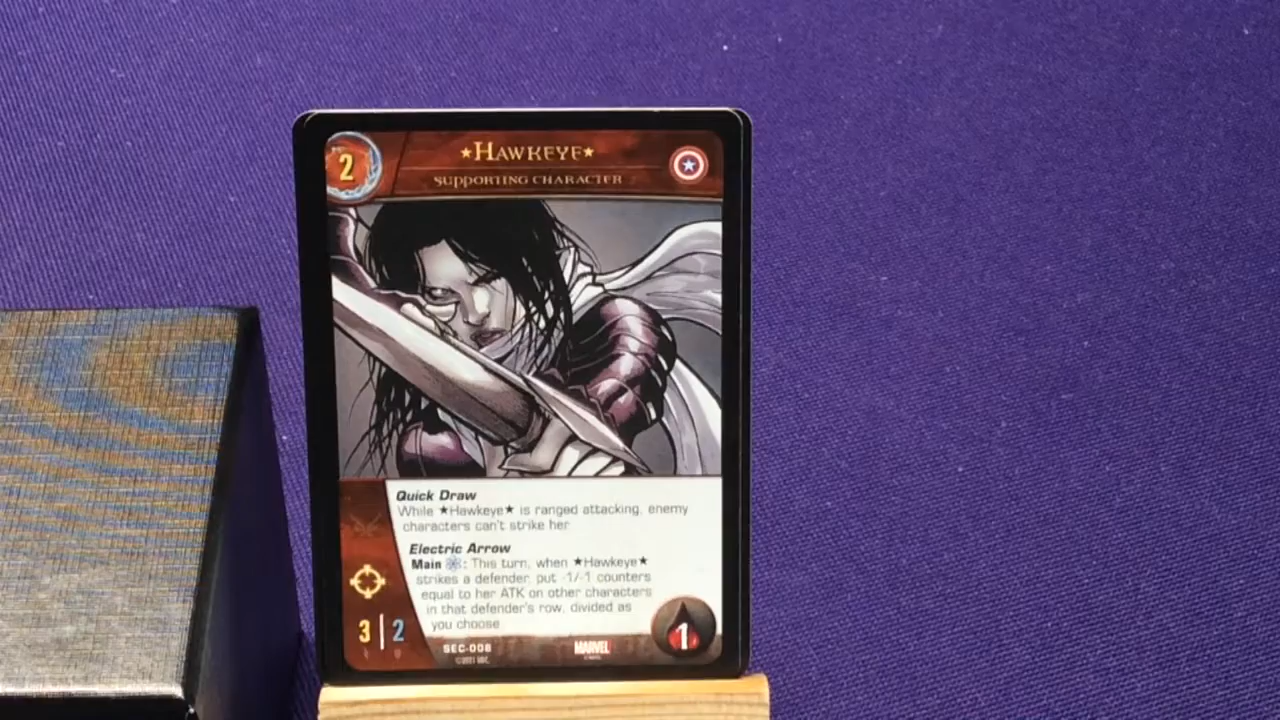 2
★HAWKEYE★
SUPPORTING CHARACTER
Quick Draw
While ★Hawkeye★ is ranged attacking, enemy
characters can't strike her
Electric Arrow
Main : This turn, when ★Hawkeye★
strikes a defender, put -1/-1 counters
equal to her ATK on other characters
in that defender's row, divided as
you choose
3 | 2
1
SEC-008
MARVEL
©2021 UDC.